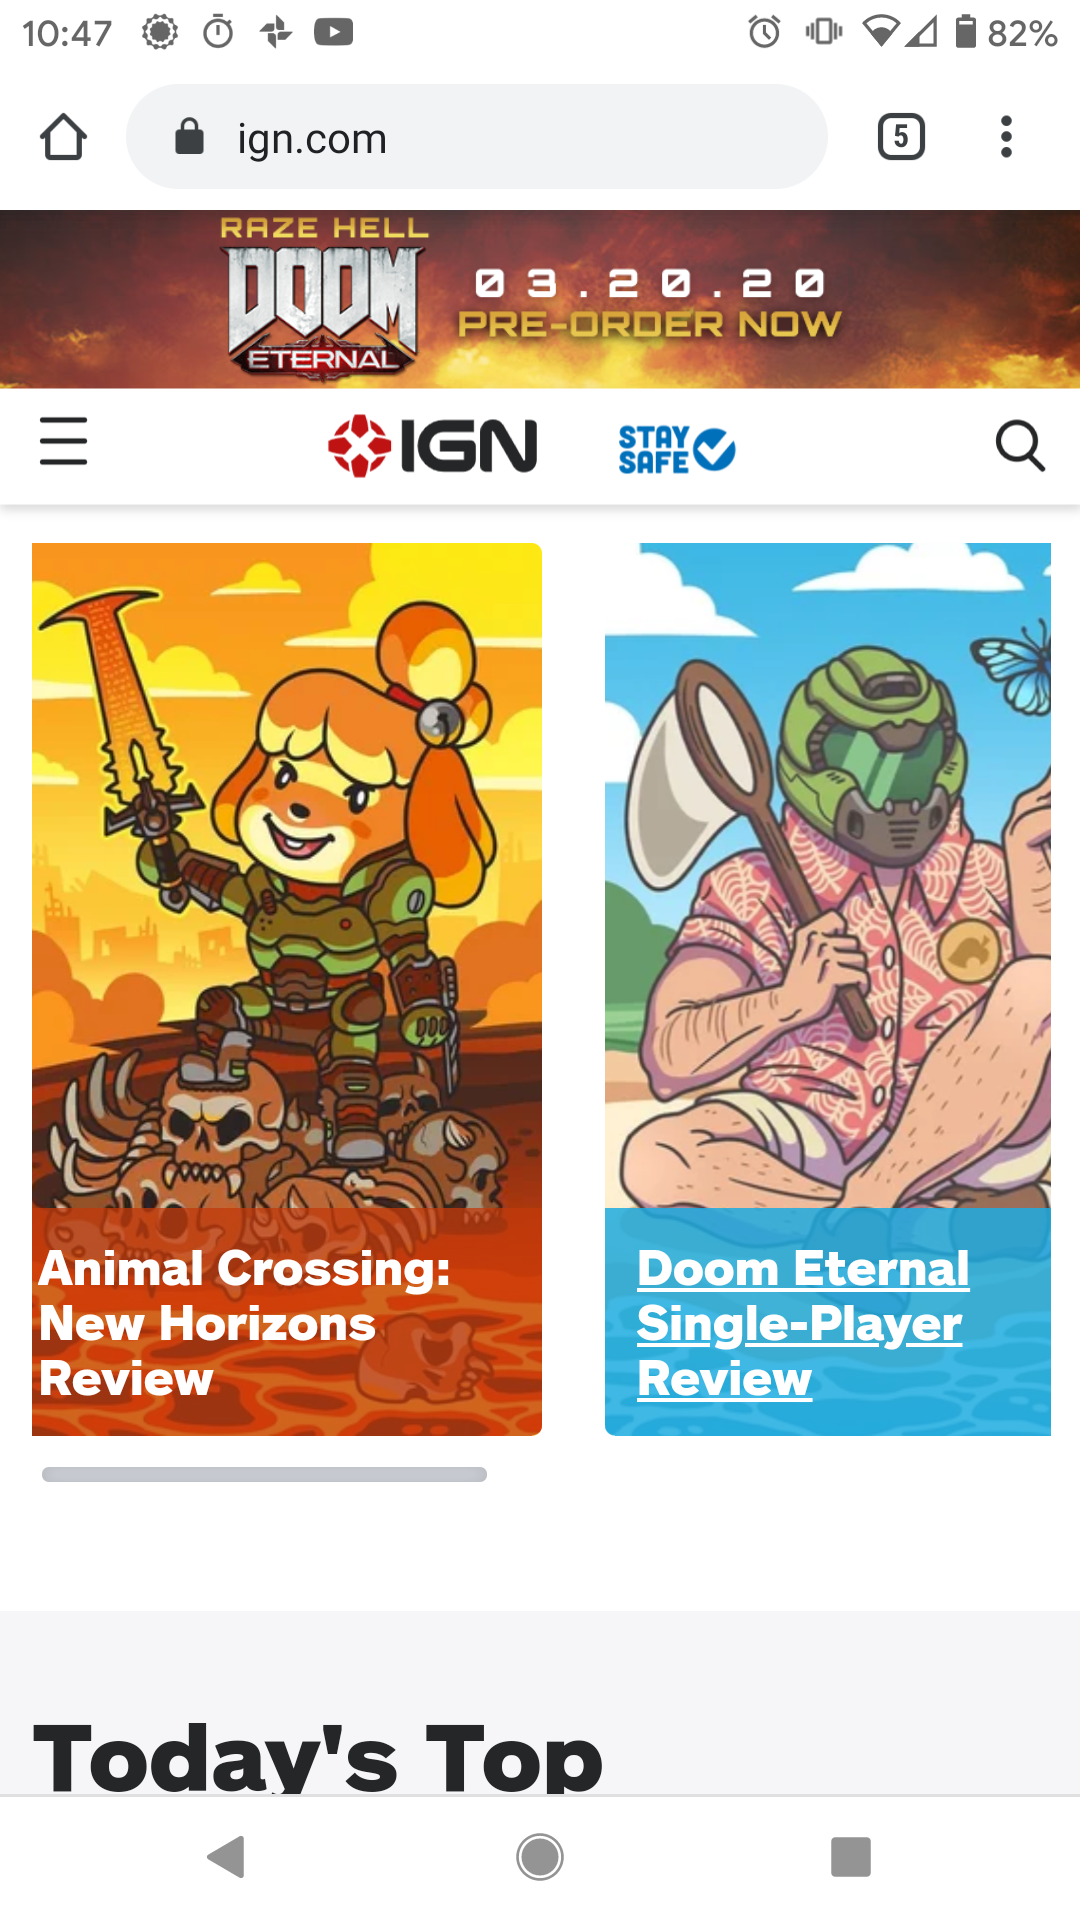 10:47
82%
ign.com
5
RAZE HELL
DOOM
ETERNAL
03.20.20
PRE-ORDER NOW
IGN
STAY
SAFE
Animal Crossing:
New Horizons
Review
Doom Eternal
Single-Player
Review
Today's Top